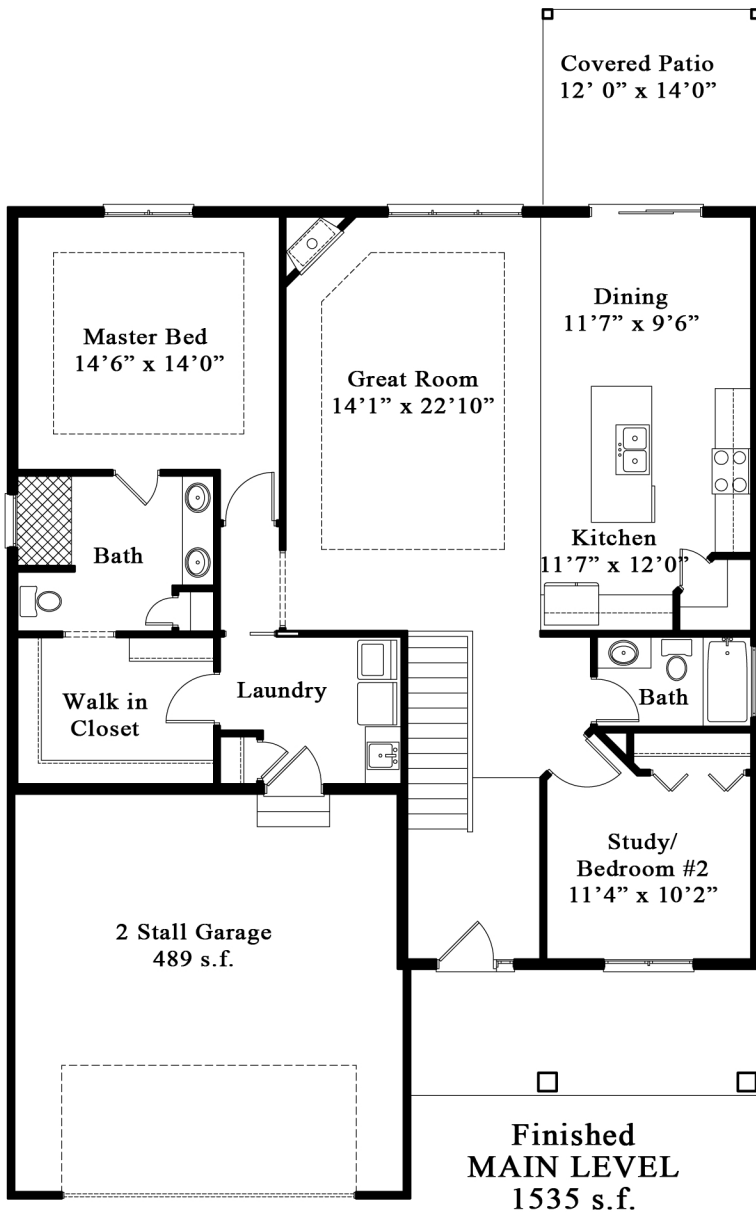 Covered Patio
12’ 0” x 14’0”
Master Bed
14’6” x 14’0”
Great Room
14’1” x 22’10”
Dining
11’7” x 9’6”
Kitchen
11’7” x 12’0”
Bath
Walk in
Closet
Laundry
Bath
Study/
Bedroom #2
11’4” x 10’2”
2 Stall Garage
489 s.f.
Finished
MAIN LEVEL
1535 s.f.